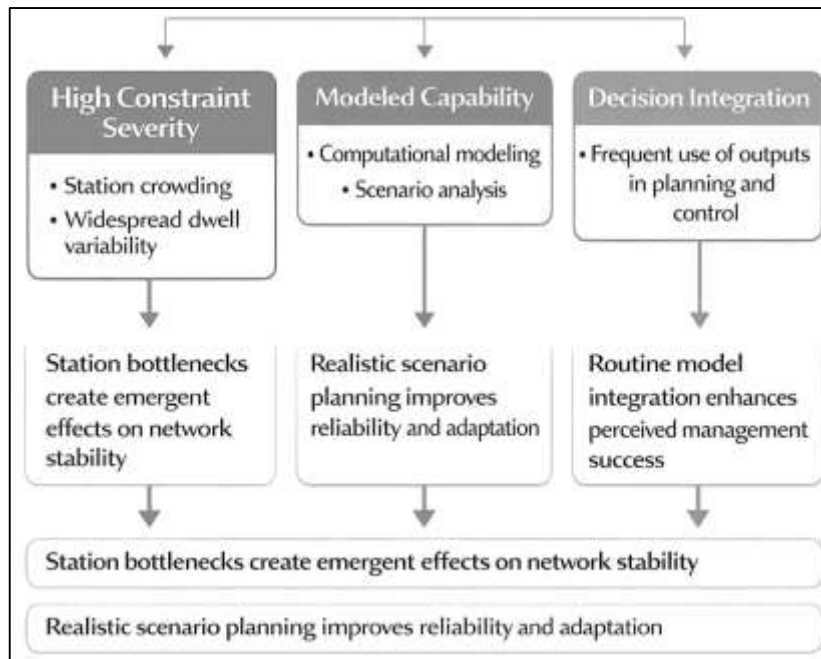 High Constraint
Severity
• Station crowding
• Widespread dwell
variability
Modeled Capability
• Computational modeling
• Scenario analysis
Decision Integration
• Frequent use of outputs
in planning and
control
Station bottlenecks
create emergent
effects on network
stability
Realistic scenario
planning improves
reliability and adaptation
Routine model
integration enhances
perceived management
success
Station bottlenecks create emergent effects on network stability
Realistic scenario planning improves reliability and adaptation